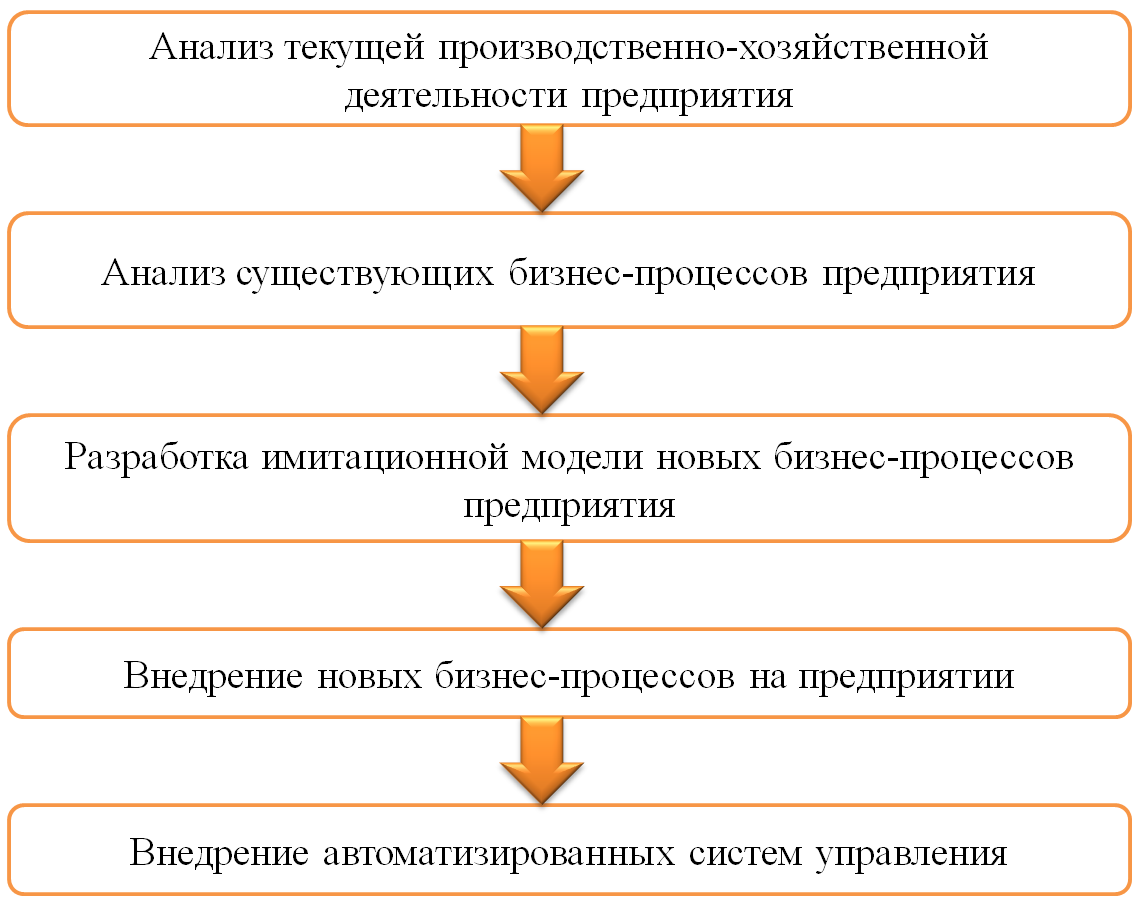 Анализ текущей производственно-хозяйственной
деятельности предприятия
Анализ существующих бизнес-процессов предприятия
Разработка имитационной модели новых бизнес-процессов
предприятия
Внедрение новых бизнес-процессов на предприятии
Внедрение автоматизированных систем управления